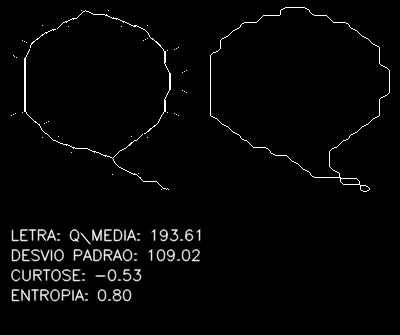 LETRA: Q\MEDIA: 193.61
DESVIO PADRAO: 109.02
CURTOSE: -0.53
ENTROPIA: 0.80